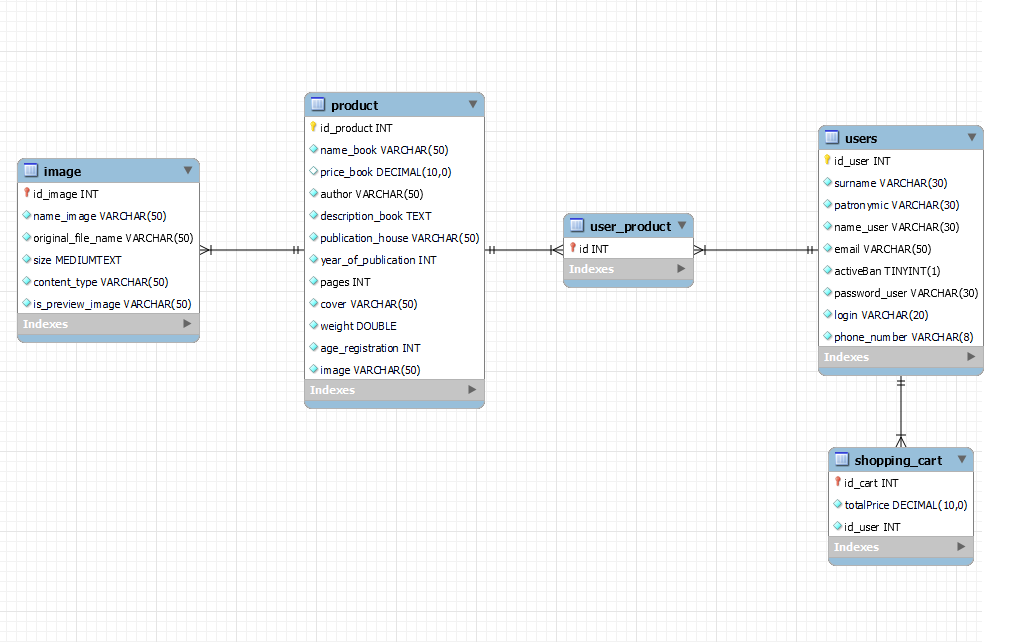 image
id_image INT
name_image VARCHAR(50)
original_file_name VARCHAR(50)
size MEDIUMTEXT
content_type VARCHAR(50)
is_preview_image VARCHAR(50)
Indexes
product
id_product INT
name_book VARCHAR(50)
price_book DECIMAL(10,0)
author VARCHAR(50)
description_book TEXT
publication_house VARCHAR(50)
year_of_publication INT
pages INT
cover VARCHAR(50)
weight DOUBLE
age_registration INT
image VARCHAR(50)
Indexes
user_product
id INT
Indexes
users
id_user INT
surname VARCHAR(30)
patronymic VARCHAR(30)
name_user VARCHAR(30)
email VARCHAR(50)
activeBan TINYINT(1)
password_user VARCHAR(30)
login VARCHAR(20)
phone_number VARCHAR(8)
Indexes
shopping_cart
id_cart INT
totalPrice DECIMAL(10,0)
id_user INT
Indexes